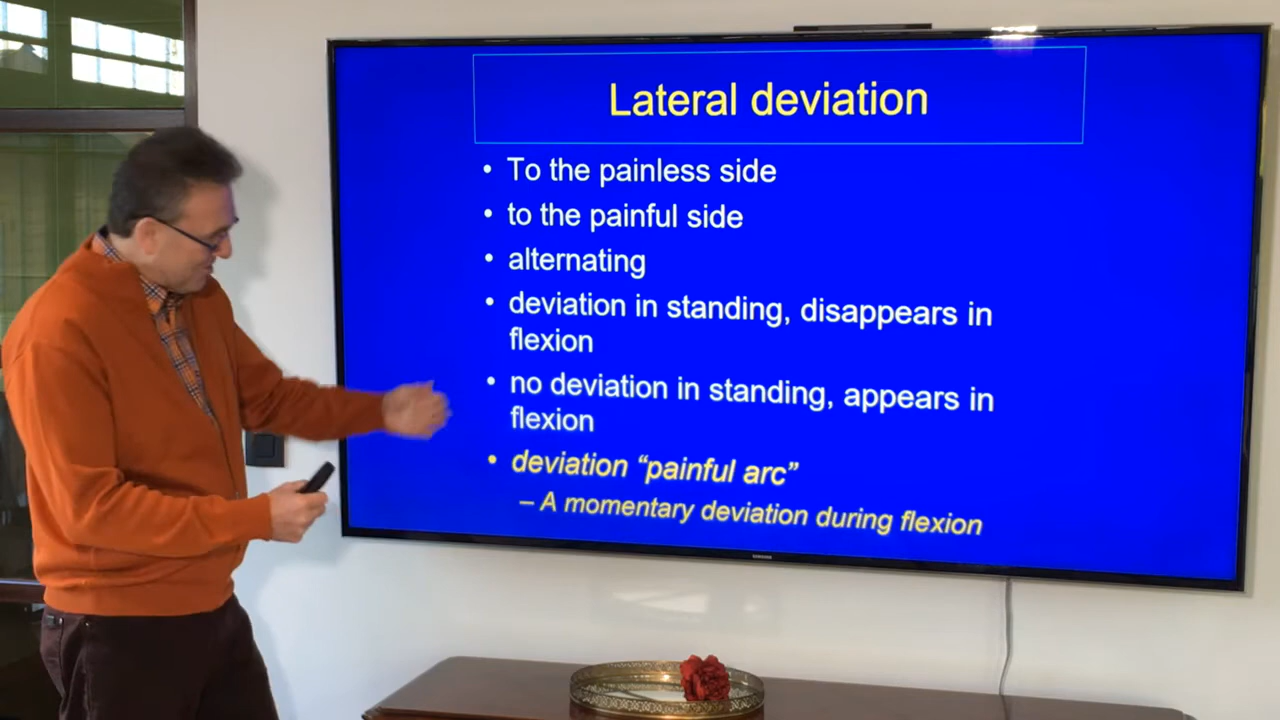 Lateral deviation
• To the painless side
• to the painful side
• alternating
• deviation in standing, disappears in
flexion
• no deviation in standing, appears in
flexion
• deviation “painful arc”
– A momentary deviation during flexion
SAMSUNG